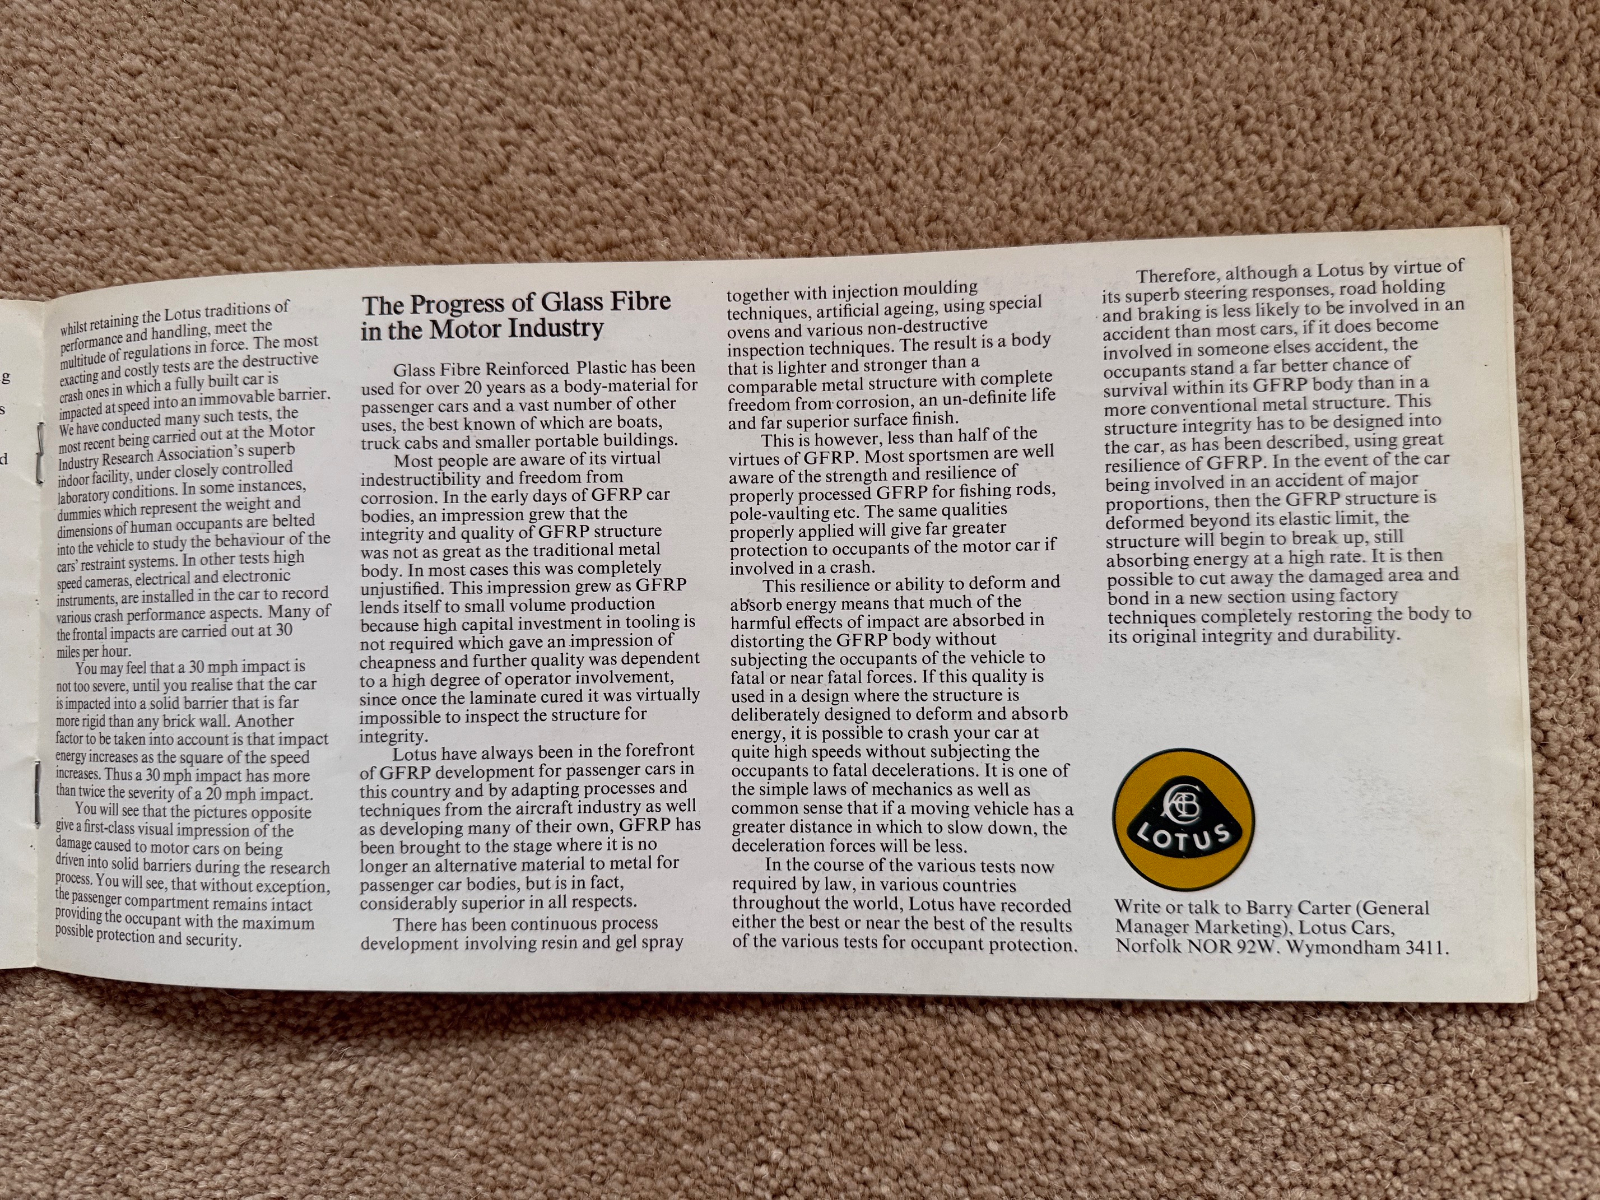 g
s
d
whilst retaining the Lotus traditions of
performance and handling, meet the
multitude of regulations in force. The most
exacting and costly tests are the destructive
crash ones in which a fully built car is
impacted at speed into an immovable barrier.
We have conducted many such tests, the
most recent being carried out at the Motor
Industry Research Association's superb
indoor facility, under closely controlled
laboratory conditions. In some instances,
dummies which represent the weight and
dimensions of human occupants are belted
into the vehicle to study the behaviour of the
cars' restraint systems. In other tests high
speed cameras, electrical and electronic
instruments, are installed in the car to record
various crash performance aspects. Many of
the frontal impacts are carried out at 30
miles per hour.
You may feel that a 30 mph impact is
not too severe, until you realise that the car
is impacted into a solid barrier that is far
more rigid than any brick wall. Another
factor to be taken into account is that impact
energy increases as the square of the speed
increases. Thus a 30 mph impact has more
than twice the severity of a 20 mph impact.
You will see that the pictures opposite
give a first-class visual impression of the
damage caused to motor cars on being
driven into solid barriers during the research
process. You will see, that without exception,
the passenger compartment remains intact
providing the occupant with the maximum
possible protection and security.
The Progress of Glass Fibre
in the Motor Industry
Glass Fibre Reinforced Plastic has been
used for over 20 years as a body-material for
passenger cars and a vast number of other
uses, the best known of which are boats,
truck cabs and smaller portable buildings.
Most people are aware of its virtual
indestructibility and freedom from
corrosion. In the early days of GFRP car
bodies, an impression grew that the
integrity and quality of GFRP structure
was not as great as the traditional metal
body. In most cases this was completely
unjustified. This impression grew as GFRP
lends itself to small volume production
because high capital investment in tooling is
not required which gave an impression of
cheapness and further quality was dependent
to a high degree of operator involvement,
since once the laminate cured it was virtually
impossible to inspect the structure for
integrity.
Lotus have always been in the forefront
of GFRP development for passenger cars in
this country and by adapting processes and
techniques from the aircraft industry as well
as developing many of their own, GFRP has
been brought to the stage where it is no
longer an alternative material to metal for
passenger car bodies, but is in fact,
considerably superior in all respects.
There has been continuous process
development involving resin and gel spray
together with injection moulding
techniques, artificial ageing, using special
ovens and various non-destructive
inspection techniques. The result is a body
that is lighter and stronger than a
comparable metal structure with complete
freedom from corrosion, an un-definite life
and far superior surface finish.
This is however, less than half of the
virtues of GFRP. Most sportsmen are well
aware of the strength and resilience of
properly processed GFRP for fishing rods,
pole-vaulting etc. The same qualities
properly applied will give far greater
protection to occupants of the motor car if
involved in a crash.
This resilience or ability to deform and
absorb energy means that much of the
harmful effects of impact are absorbed in
distorting the GFRP body without
subjecting the occupants of the vehicle to
fatal or near fatal forces. If this quality is
used in a design where the structure is
deliberately designed to deform and absorb
energy, it is possible to crash your car at
quite high speeds without subjecting the
occupants to fatal decelerations. It is one of
the simple laws of mechanics as well as
common sense that if a moving vehicle has a
greater distance in which to slow down, the
deceleration forces will be less.
In the course of the various tests now
required by law, in various countries
throughout the world, Lotus have recorded
either the best or near the best of the results
of the various tests for occupant protection.
Therefore, although a Lotus by virtue of
its superb steering responses, road holding
and braking is less likely to be involved in an
accident than most cars, if it does become
involved in someone elses accident, the
occupants stand a far better chance of
survival within its GFRP body than in a
more conventional metal structure. This
structure integrity has to be designed into
the car, as has been described, using great
resilience of GFRP. In the event of the car
being involved in an accident of major
proportions, then the GFRP structure is
deformed beyond its elastic limit, the
structure will begin to break up, still
absorbing energy at a high rate. It is then
possible to cut away the damaged area and
bond in a new section using factory
techniques completely restoring the body to
its original integrity and durability.
LOTUS
Write or talk to Barry Carter (General
Manager Marketing), Lotus Cars,
Norfolk NOR 92W. Wymondham 3411.